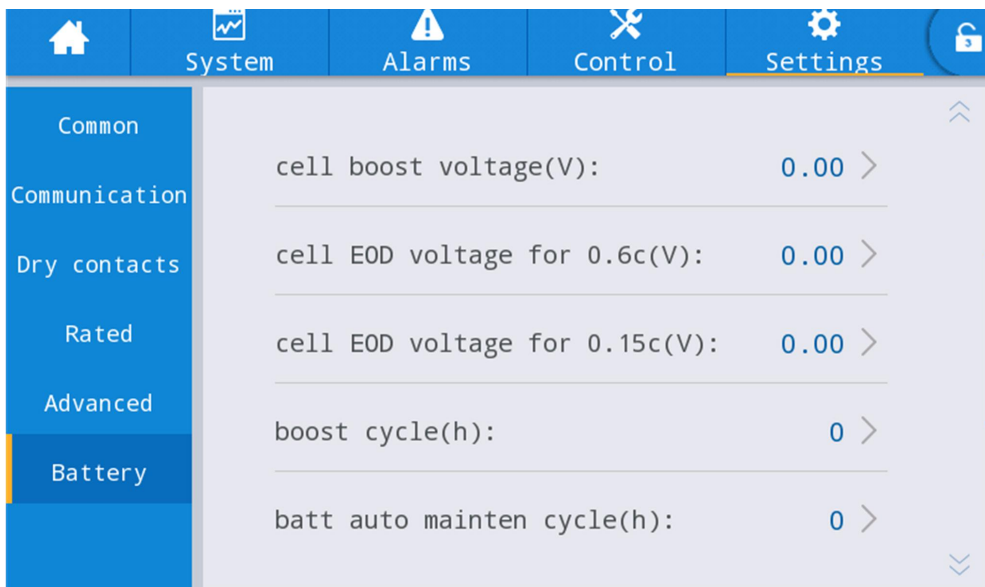 System Alarms Control Settings 3
Common
Communication
Dry contacts
Rated
Advanced
Battery
cell boost voltage(V): 0.00
cell EOD voltage for 0.6c(V): 0.00
cell EOD voltage for 0.15c(V): 0.00
boost cycle(h): 0
batt auto mainten cycle(h): 0